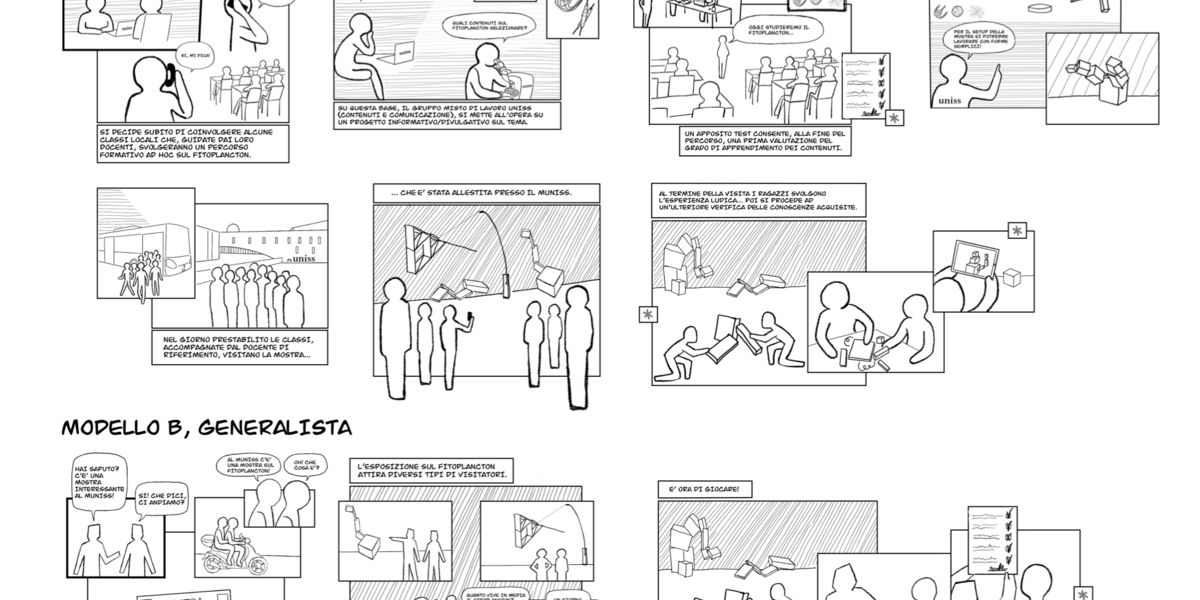 SI, MI DICA!
SI DECIDE SUBITO DI COINVOLGERE ALCUNE
CLASSI LOCALI CHE, GUIDATE DAI LORO
DOCENTI, SVOLGERANNO UN PERCORSO
FORMATIVO AD HOC SUL FITOPLANCTON.
QUALI CONTENUTI SUL
FITOPLANCTON SELEZIONARE?
SU QUESTA BASE, IL GRUPPO MISTO DI LAVORO UNISS
(CONTENUTI E COMUNICAZIONE), SI METTE ALL'OPERA SU
UN PROGETTO INFORMATIVO/DIVULGATIVO SUL TEMA.
OGGI STUDIEREMO IL
FITOPLANCTON...
UN APPOSITO TEST CONSENTE, ALLA FINE DEL
PERCORSO, UNA PRIMA VALUTAZIONE DEL
GRADO DI APPRENDIMENTO DEI CONTENUTI.
PER IL SETUP DELLA
MOSTRA SI POTREBBE
LAVORARE CON FORME
SEMPLICI!
uniss
uniss
NEL GIORNO PRESTABILITO LE CLASSI,
ACCOMPAGNATE DAL DOCENTE DI
RIFERIMENTO, VISITANO LA MOSTRA...
... CHE E' STATA ALLESTITA PRESSO IL MUNISS.
AL TERMINE DELLA VISITA I RAGAZZI SVOLGONO
L'ESPERIENZA LUDICA... POI SI PROCEDE AD
UN'ULTERIORE VERIFICA DELLE CONOSCENZE ACQUISITE.
MODELLO B, GENERALISTA
HAI SAPUTO?
C'E' UNA
MOSTRA
INTERESSANTE
AL MUNISS!
SI! CHE DICI,
CI ANDIAMO?
AL MUNISS C'E'
UNA MOSTRA SUL
FITOPLANCTON!
OH! CHE
COSA E'?
L'ESPOSIZIONE SUL FITOPLANCTON
ATTIRA DIVERSI TIPI DI VISITATORI.
QUANTO VIVE IN MEDIA
E' ORA DI GIOCARE!